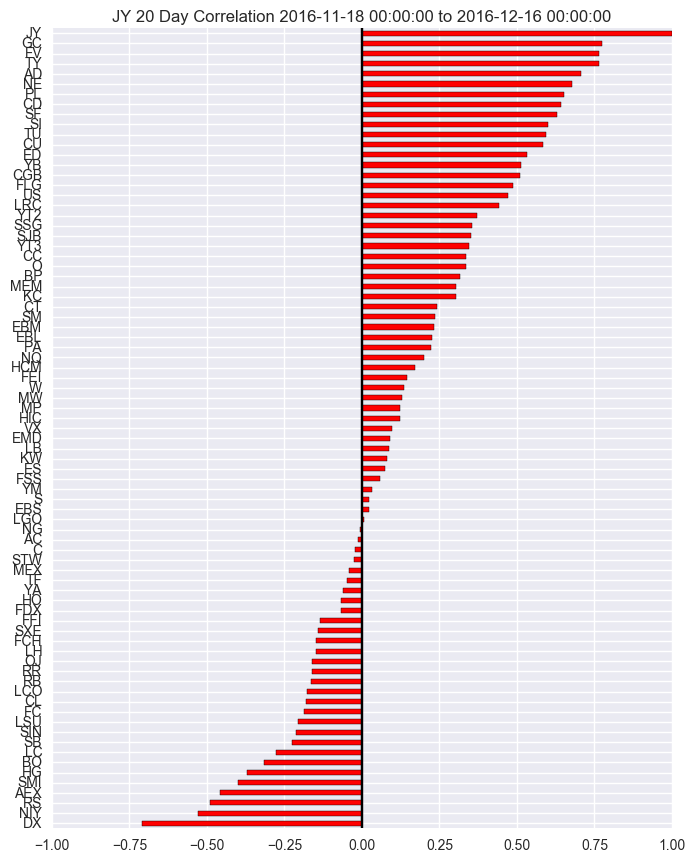 JY 20 Day Correlation 2016-11-18 00:00:00 to 2016-12-16 00:00:00
JY
GC
FV
TY
AD
NE
PL
CD
SF
SI
TU
CU
ED
YB
CGB
FLG
US
LRC
YT2
SSG
SJB
YT3
CC
O
BP
MEM
KC
CT
SM
EBM
EBL
PA
NQ
HCM
FEI
W
MW
MP
HIC
VX
EMD
LB
KW
ES
FSS
YM
S
EBS
LGO
NG
AC
C
STW
MEX
TF
YA
HO
FDX
FFI
SXE
FCH
LH
OJ
RR
RB
LCO
CL
FC
LSU
SIN
SB
LC
BO
HG
SMI
AEX
RS
NIY
DX
−1.00 −0.75 −0.50 −0.25 0.00 0.25 0.50 0.75 1.00